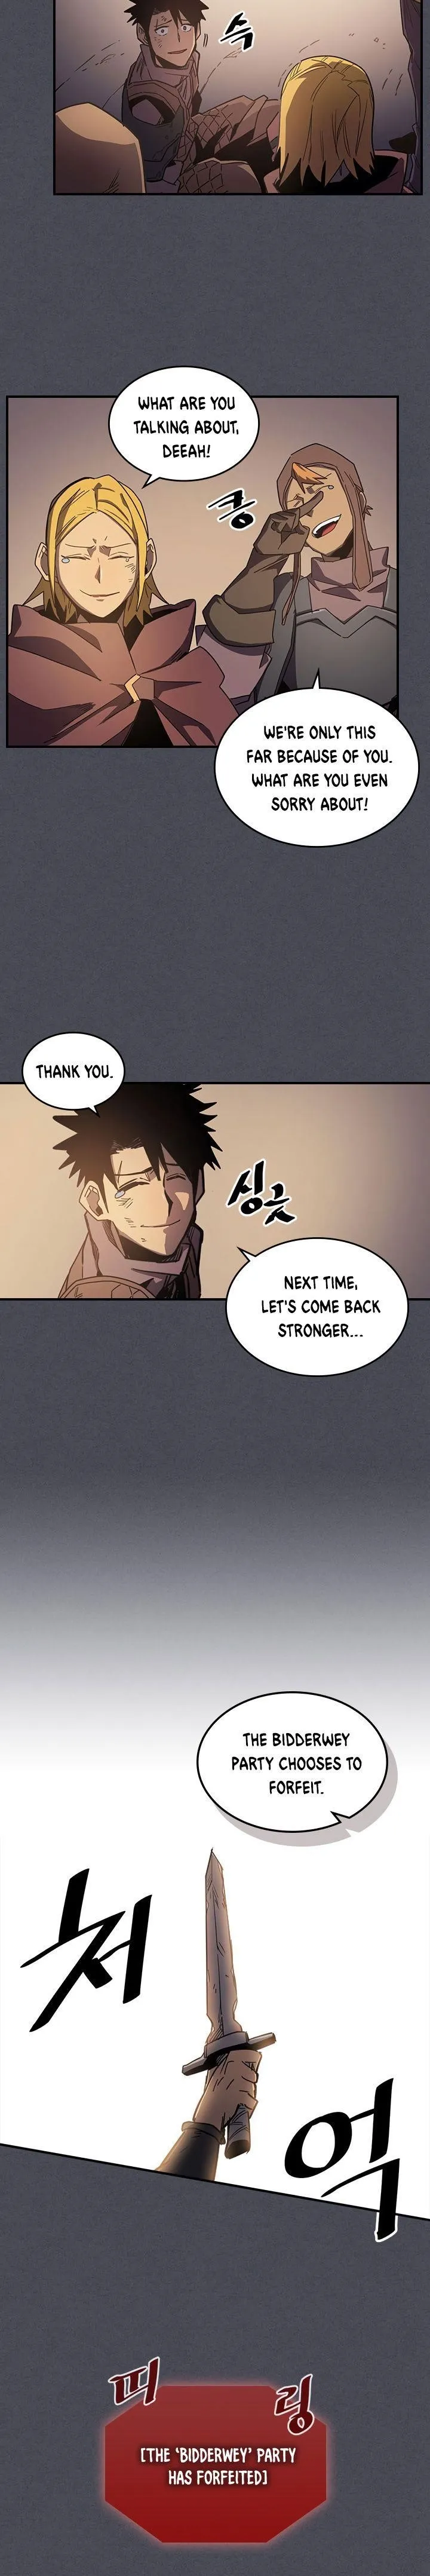 슥
WHAT ARE YOU
TALKING ABOUT,
DEEAH!
킁
WE'RE ONLY THIS
FAR BECAUSE OF YOU.
WHAT ARE YOU EVEN
SORRY ABOUT!
THANK YOU.
싱긋
NEXT TIME,
LET'S COME BACK
STRONGER...
THE BIDDERWEY
PARTY CHOOSES TO
FORFEIT.
처
억
띠
링
[THE 'BIDDERWEY' PARTY
HAS FORFEITED]